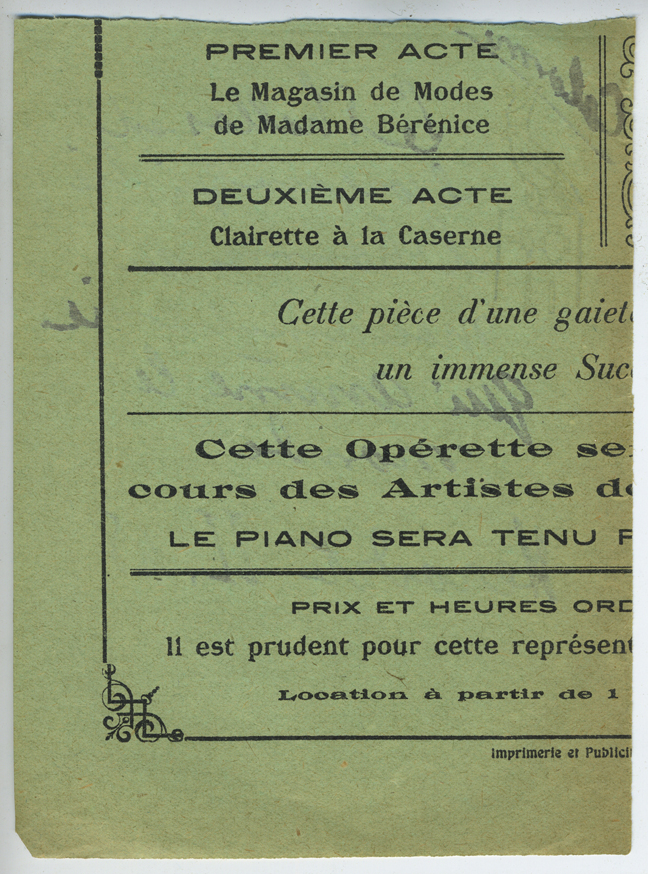 PREMIER ACTE
Le Magasin de Modes
de Madame Bérénice
DEUXIÈME ACTE
Clairette à la Caserne
Cette pièce d'une gaiet
un immense Succ
Cette Opérette se
cours des Artistes de
LE PIANO SERA TENU P
PRIX ET HEURES ORD
Il est prudent pour cette représent
Location à partir de 1
Imprimerie et Publici